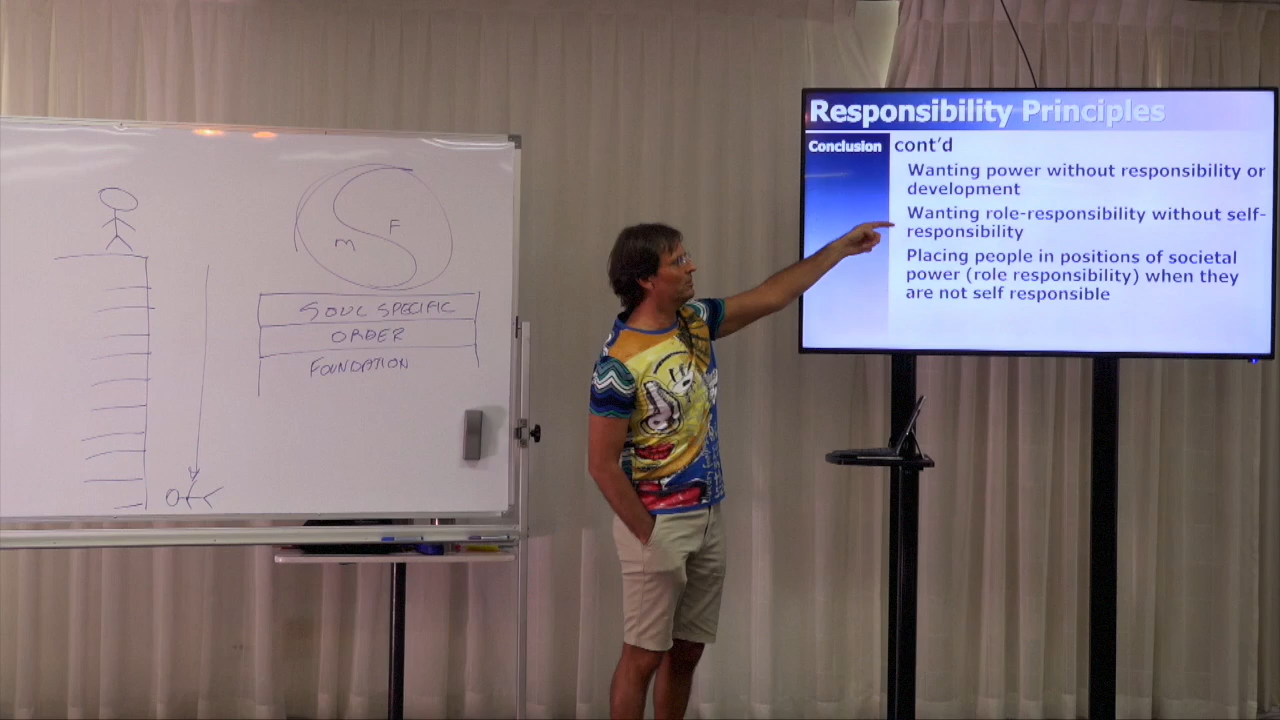 M
F
SOUL SPECIFIC
ORDER
FOUNDATION
Responsibility Principles
Conclusion
cont'd
Wanting power without responsibility or
development
Wanting role-responsibility without self-
responsibility
Placing people in positions of societal
power (role responsibility) when they
are not self responsible